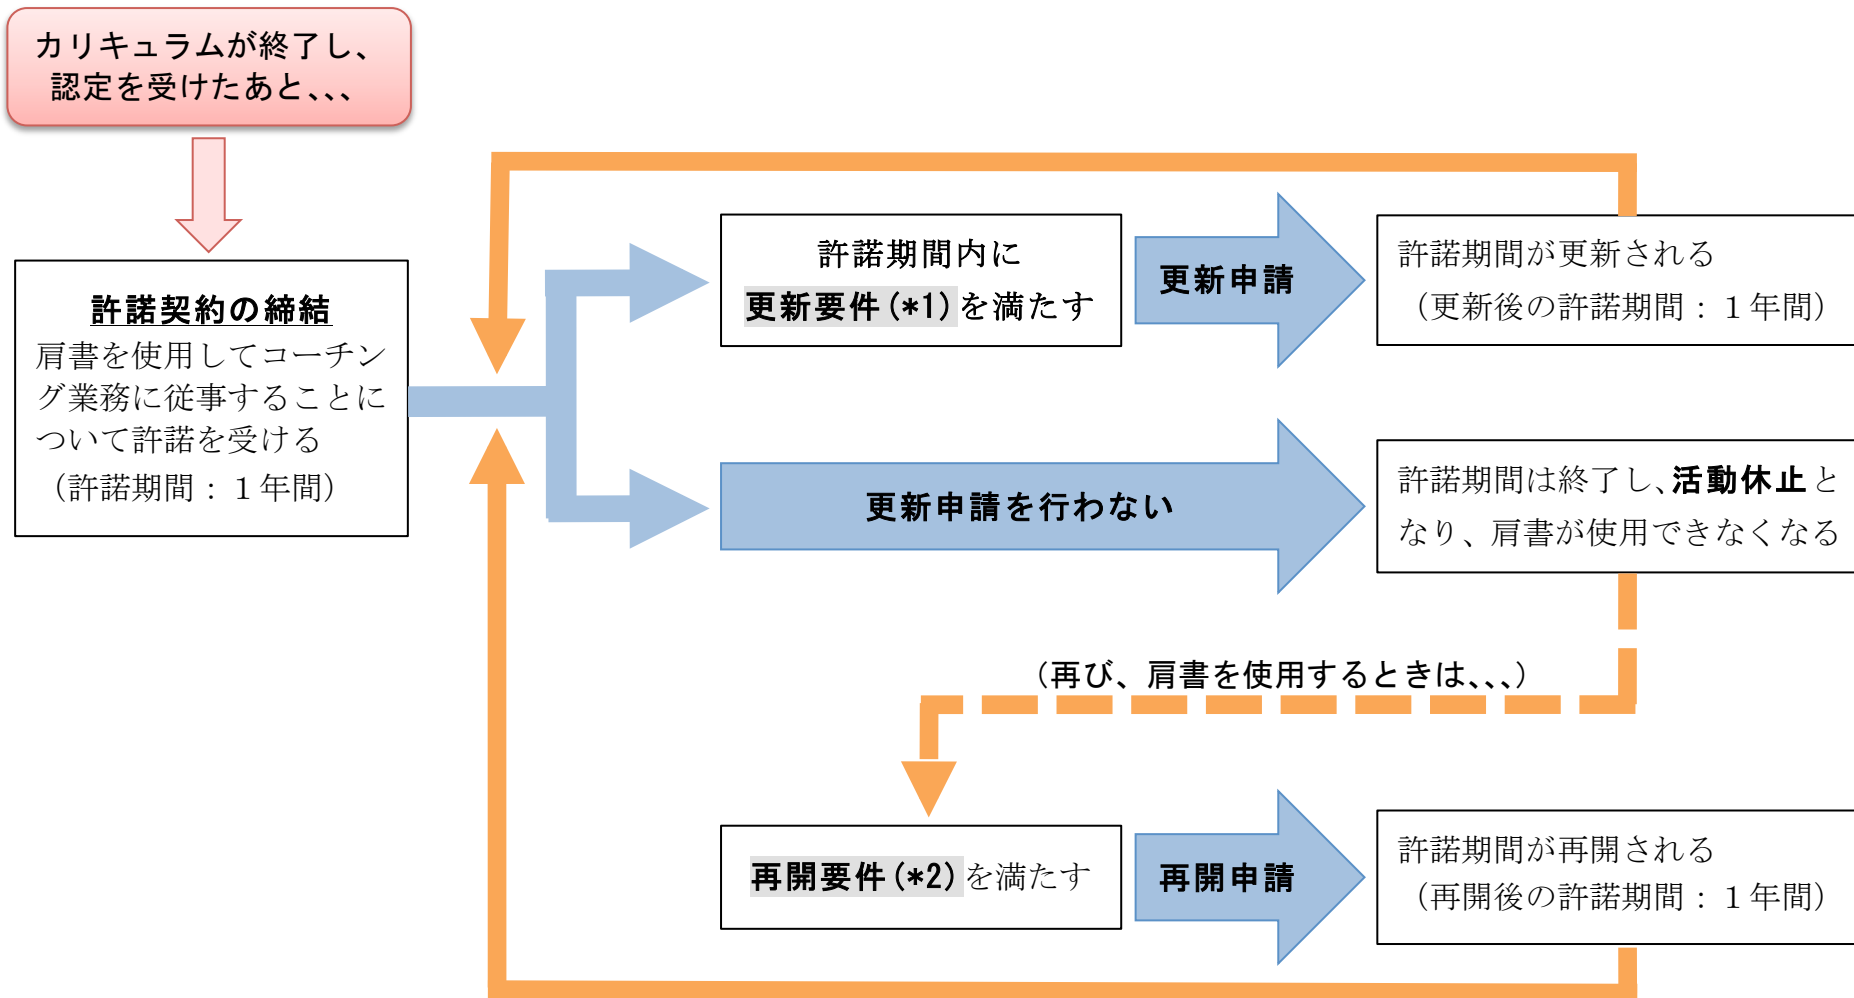 カリキュラムが終了し、
認定を受けたあと、、、
許諾契約の締結
肩書を使用してコーチン
グ業務に従事することに
ついて許諾を受ける
（許諾期間：１年間）
許諾期間内に
更新要件(*1)を満たす
更新申請
許諾期間が更新される
（更新後の許諾期間：１年間）
更新申請を行わない
許諾期間は終了し、活動休止と
なり、肩書が使用できなくなる
（再び、肩書を使用するときは、、、）
再開要件(*2)を満たす
再開申請
許諾期間が再開される
（再開後の許諾期間：１年間）